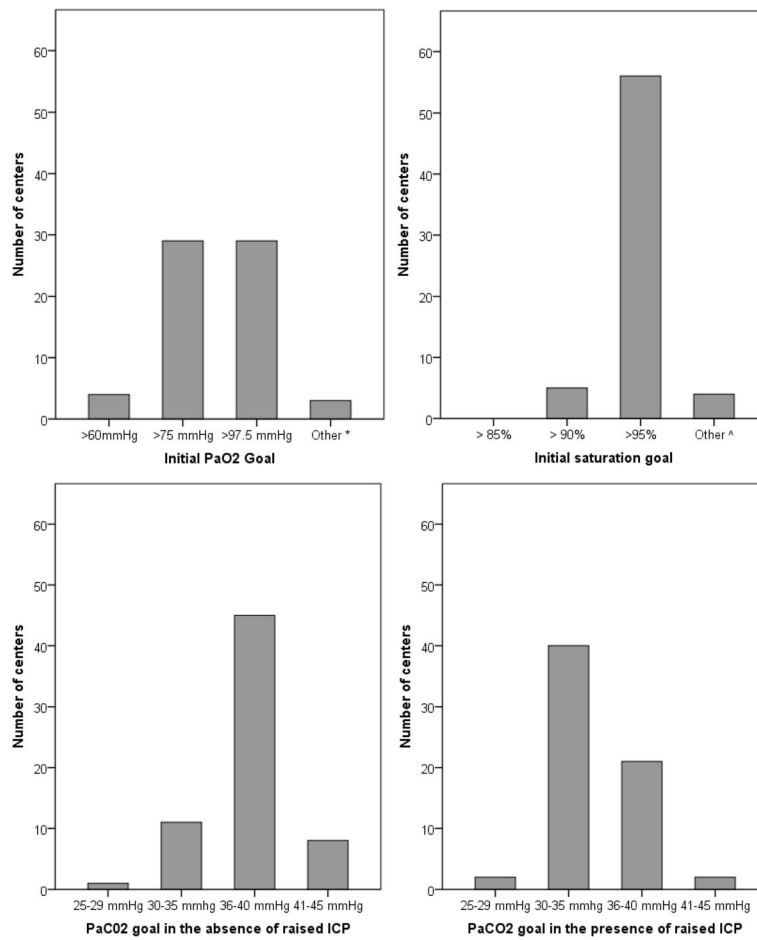 Number of centers
60
50
40
30
20
10
0
>60mmHg >75 mmHg >97.5 mmHg Other *
Initial PaO2 Goal
Number of centers
60
50
40
30
20
10
0
> 85% > 90% >95% Other ^
Initial saturation goal
Number of centers
60
50
40
30
20
10
0
25-29 mmHg 30-35 mmhg 36-40 mmHg 41-45 mmHg
PaC02 goal in the absence of raised ICP
Number of centers
60
50
40
30
20
10
0
25-29 mmHg 30-35 mmhg 36-40 mmHg 41-45 mmHg
PaCO2 goal in the presence of raised ICP